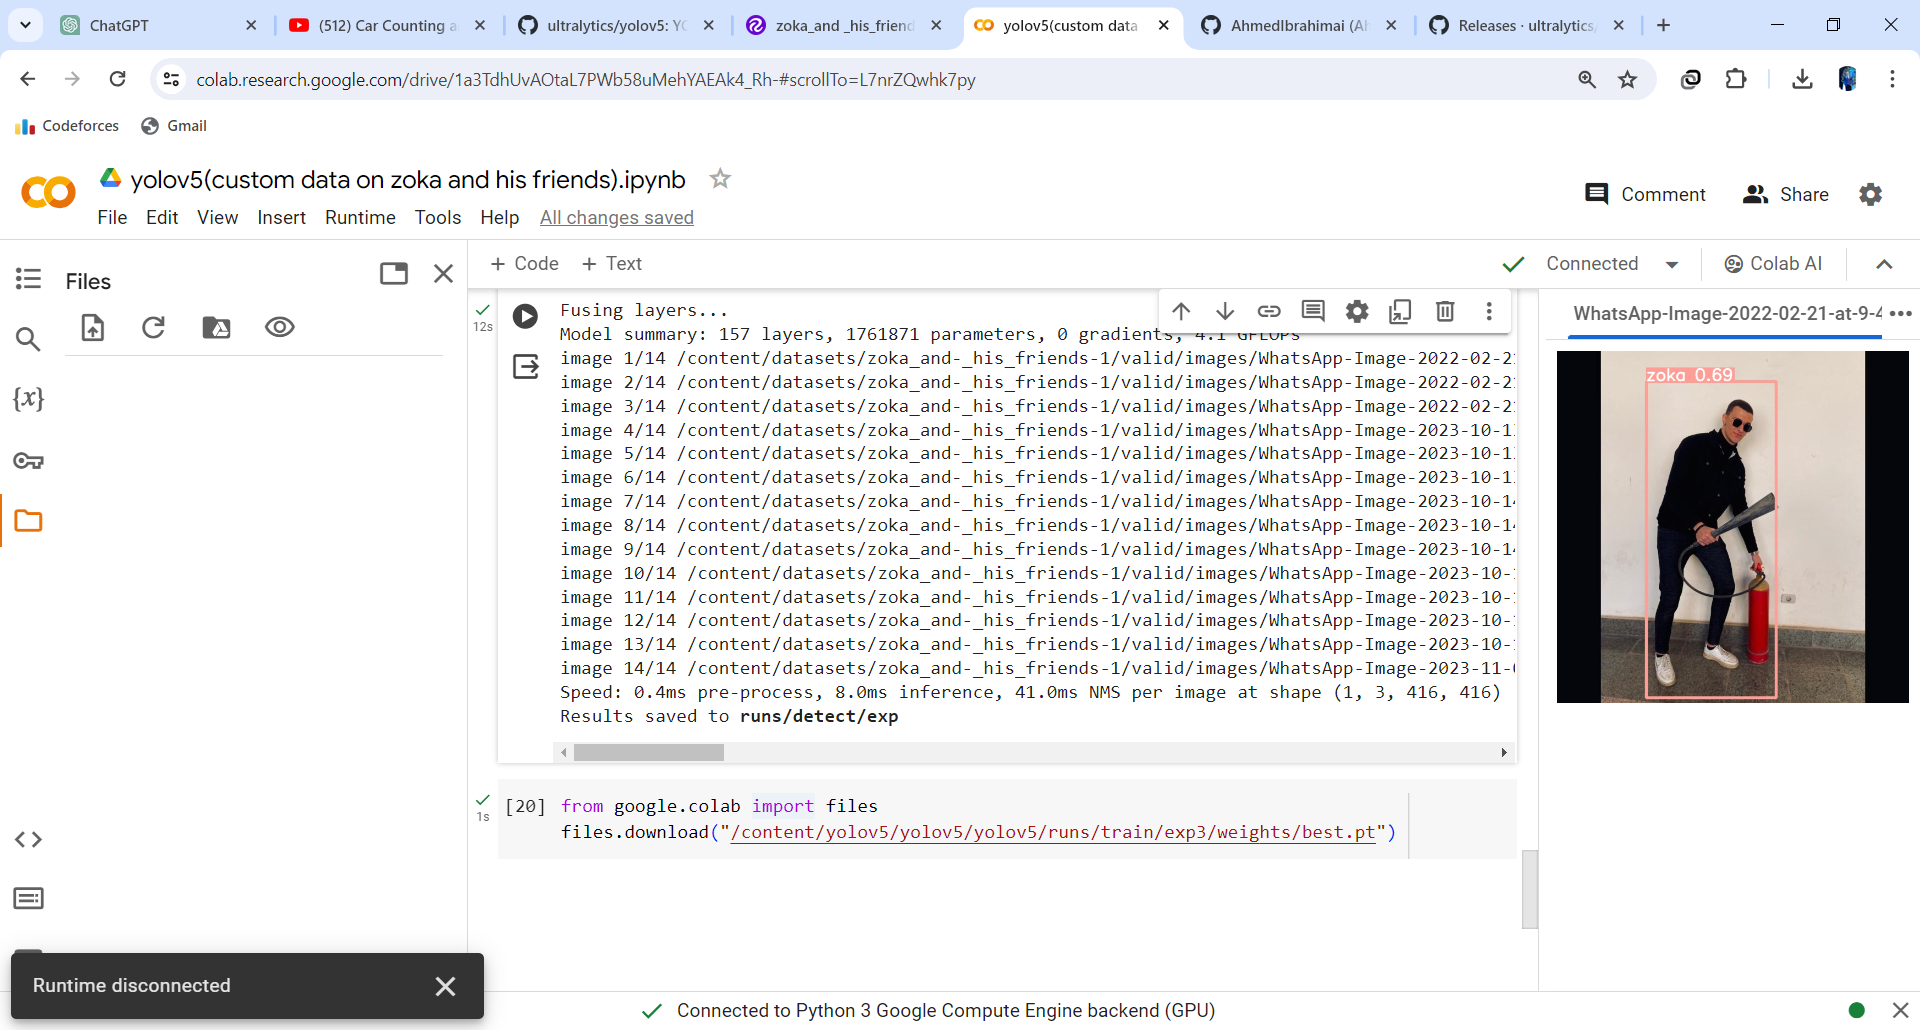 ChatGPT
(512) Car Counting a
ultralytics/yolov5: YO
zoka_and _his_friend
yolov5(custom data
AhmedIbrahimai (Ah
Releases · ultralytics/
colab.research.google.com/drive/1a3TdhUvAOtaL7PWb58uMehYAEAk4_Rh-#scrollTo=L7nrZQwhk7py
Codeforces
Gmail
yolov5(custom data on zoka and his friends).ipynb
Comment
Share
File Edit View Insert Runtime Tools Help All changes saved
Files
+ Code + Text
Connected
Colab AI
12s
Fusing layers...
Model summary: 157 layers, 1761871 parameters, 0 gradients, 4.1 GFLOPs
image 1/14 /content/datasets/zoka_and-_his_friends-1/valid/images/WhatsApp-Image-2022-02-21
image 2/14 /content/datasets/zoka_and-_his_friends-1/valid/images/WhatsApp-Image-2022-02-21
image 3/14 /content/datasets/zoka_and-_his_friends-1/valid/images/WhatsApp-Image-2022-02-21
image 4/14 /content/datasets/zoka_and-_his_friends-1/valid/images/WhatsApp-Image-2023-10-11
image 5/14 /content/datasets/zoka_and-_his_friends-1/valid/images/WhatsApp-Image-2023-10-11
image 6/14 /content/datasets/zoka_and-_his_friends-1/valid/images/WhatsApp-Image-2023-10-11
image 7/14 /content/datasets/zoka_and-_his_friends-1/valid/images/WhatsApp-Image-2023-10-14
image 8/14 /content/datasets/zoka_and-_his_friends-1/valid/images/WhatsApp-Image-2023-10-14
image 9/14 /content/datasets/zoka_and-_his_friends-1/valid/images/WhatsApp-Image-2023-10-14
image 10/14 /content/datasets/zoka_and-_his_friends-1/valid/images/WhatsApp-Image-2023-10-
image 11/14 /content/datasets/zoka_and-_his_friends-1/valid/images/WhatsApp-Image-2023-10-
image 12/14 /content/datasets/zoka_and-_his_friends-1/valid/images/WhatsApp-Image-2023-10-
image 13/14 /content/datasets/zoka_and-_his_friends-1/valid/images/WhatsApp-Image-2023-10-
image 14/14 /content/datasets/zoka_and-_his_friends-1/valid/images/WhatsApp-Image-2023-11-
Speed: 0.4ms pre-process, 8.0ms inference, 41.0ms NMS per image at shape (1, 3, 416, 416)
Results saved to runs/detect/exp
1s
[20] from google.colab import files
files.download("/content/yolov5/yolov5/yolov5/runs/train/exp3/weights/best.pt")
WhatsApp-Image-2022-02-21-at-9-4
zoka 0.69
{x}
Runtime disconnected
Connected to Python 3 Google Compute Engine backend (GPU)